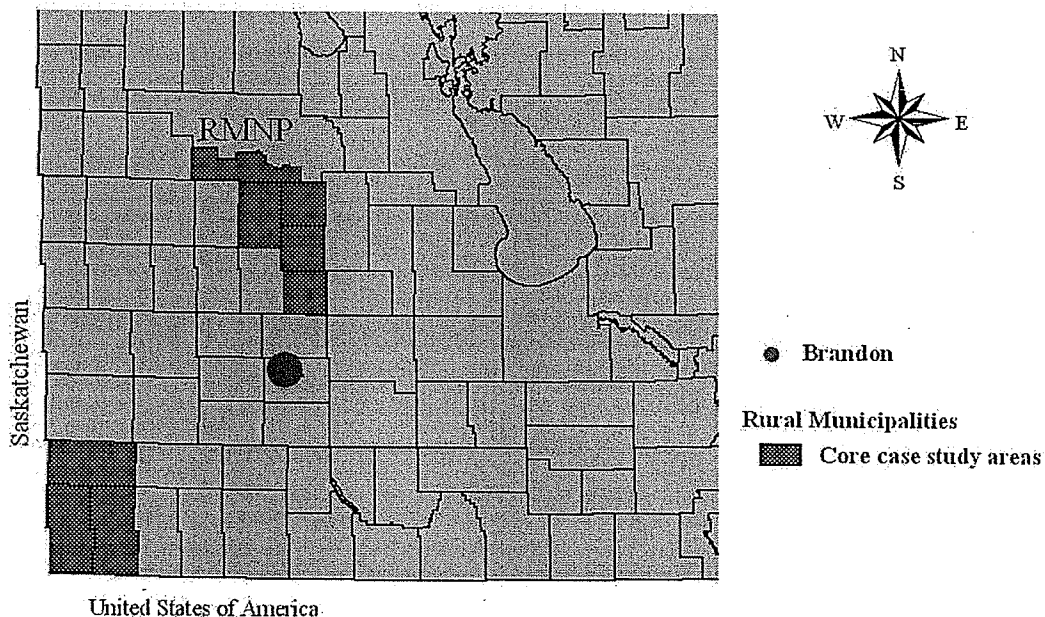 N
W E
S
RMNP
Saskatchewan
Brandon
Rural Municipalities
Core case study areas
United States of America